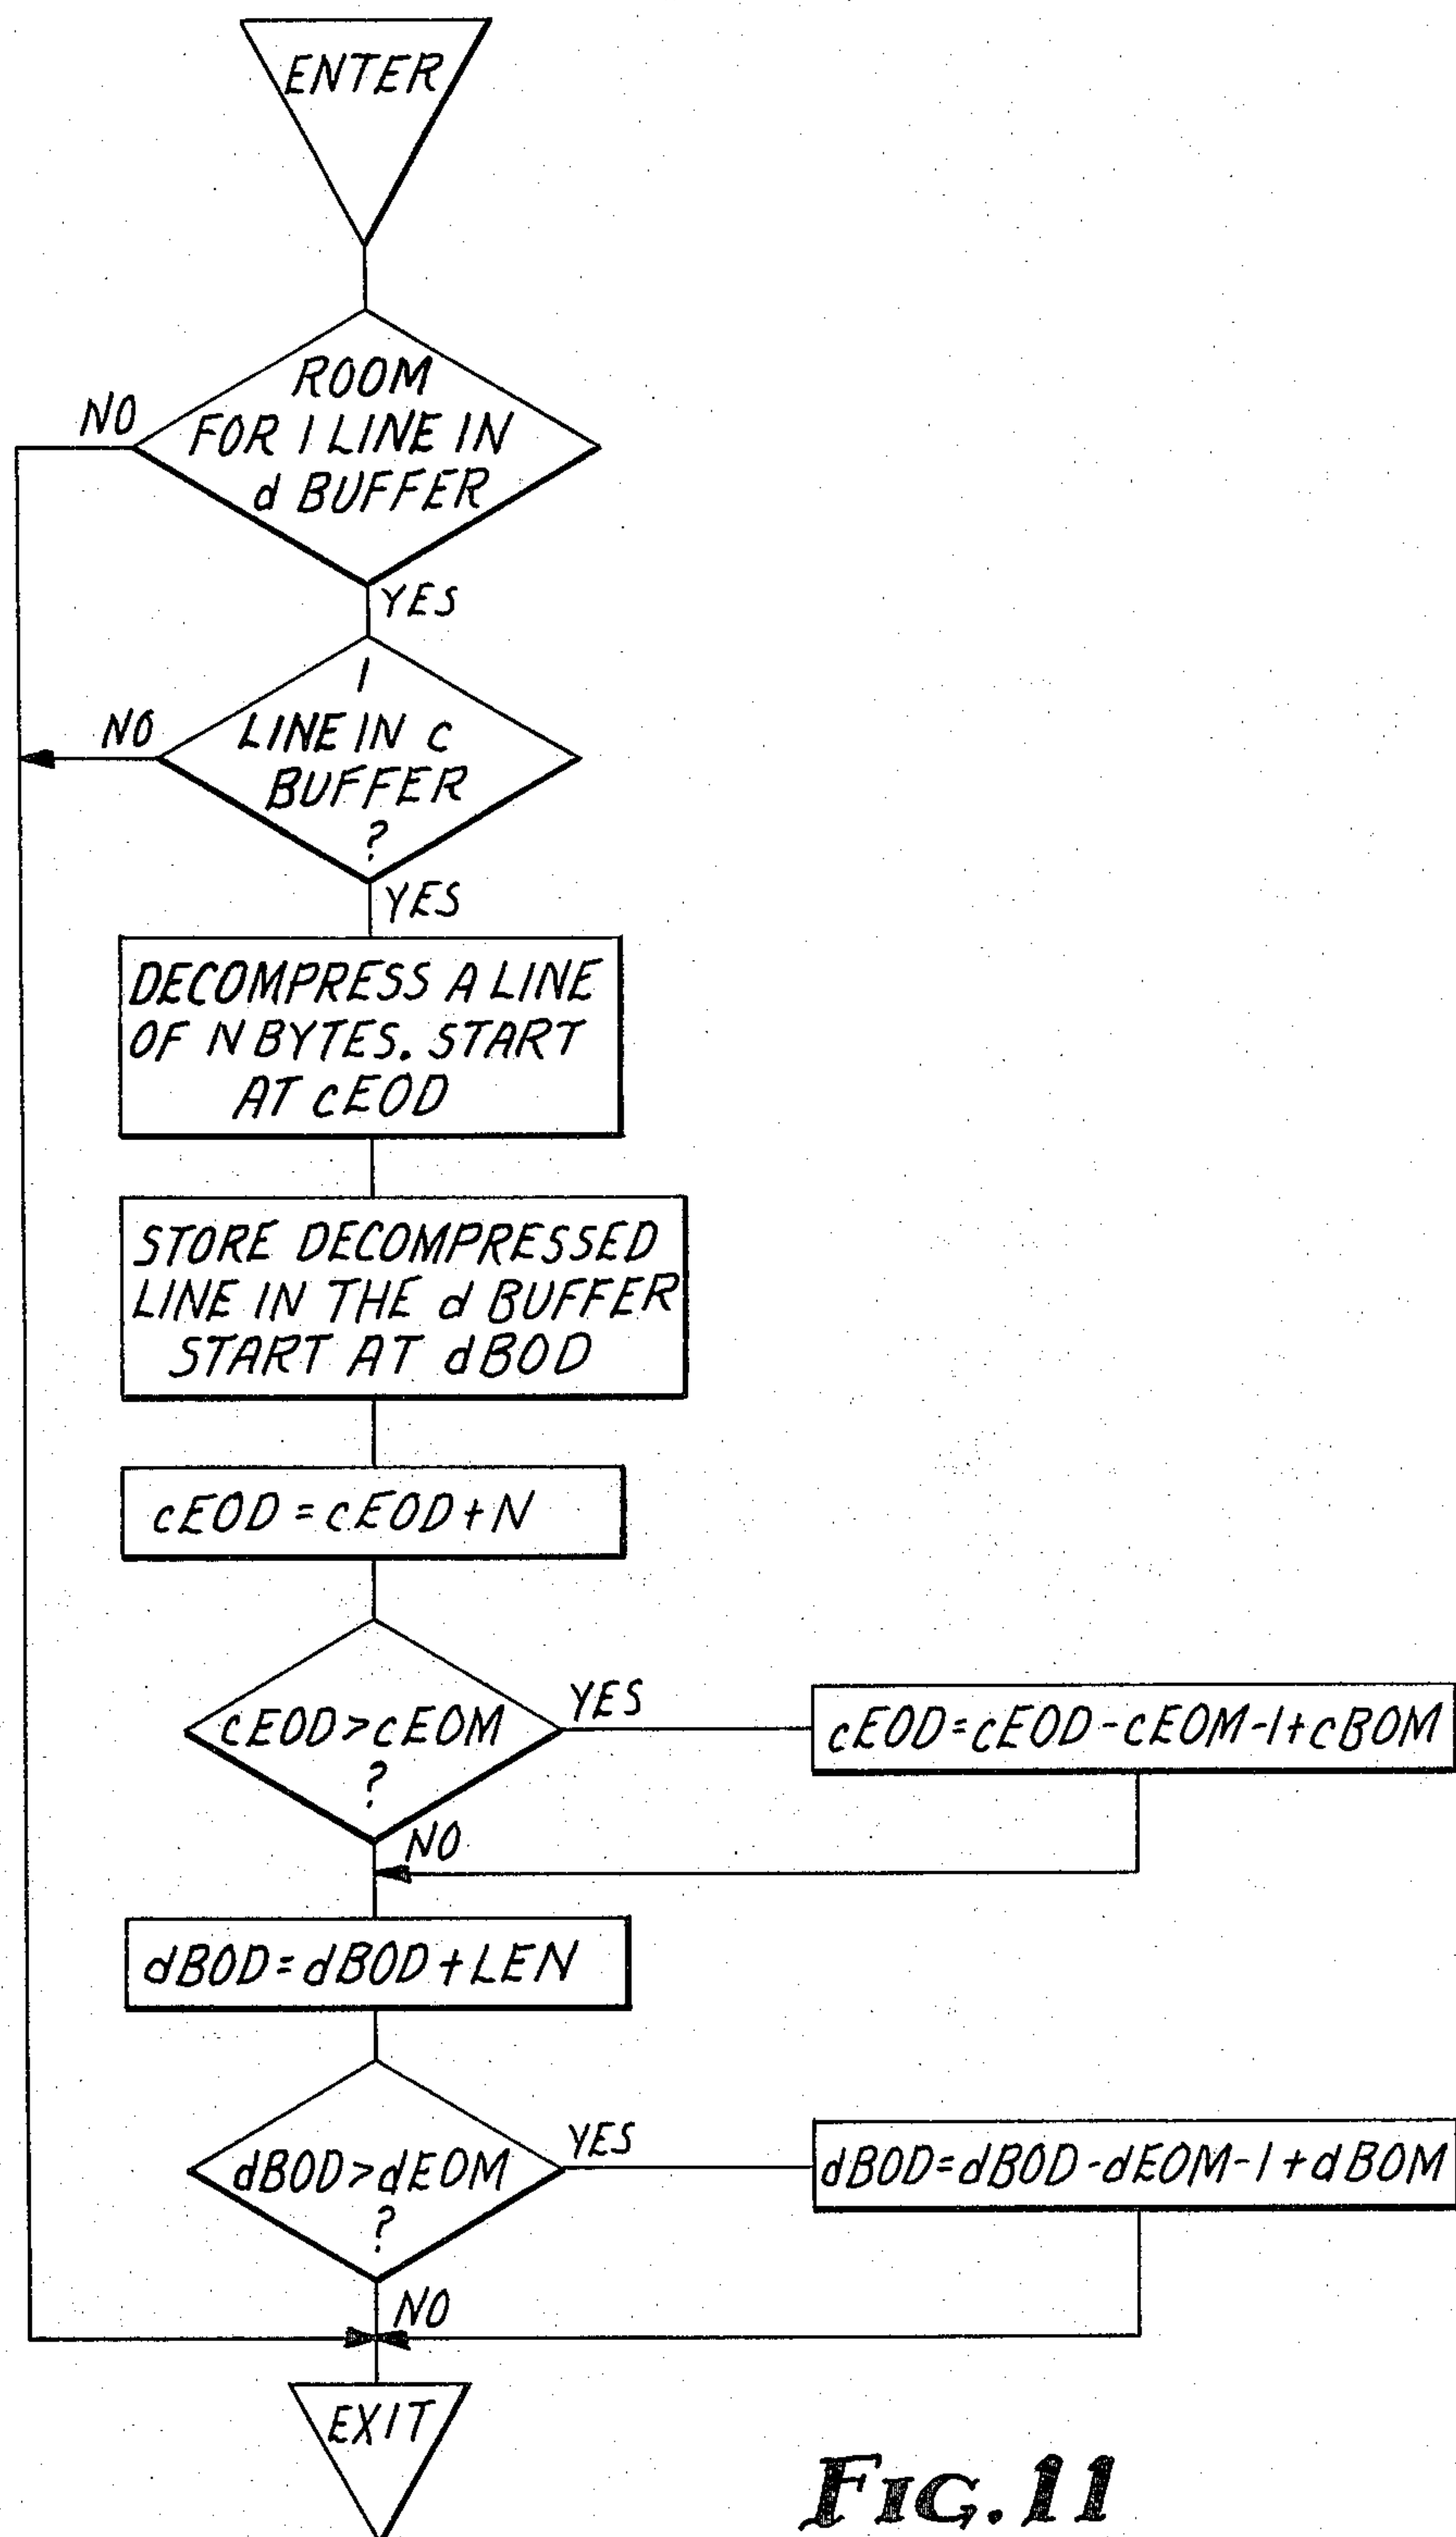 ENTER
ROOM
FOR 1 LINE IN
d BUFFER
NO
YES
1
LINE IN c
BUFFER
?
NO
YES
DECOMPRESS A LINE
OF N BYTES. START
AT cEOD
STORE DECOMPRESSED
LINE IN THE d BUFFER
START AT dBOD
cEOD = cEOD + N
cEOD > cEOM
?
YES
cEOD = cEOD - cEOM - 1 + cBOM
NO
dBOD = dBOD + LEN
dBOD > dEOM
?
YES
dBOD = dBOD - dEOM - 1 + dBOM
NO
EXIT
FIG. 11